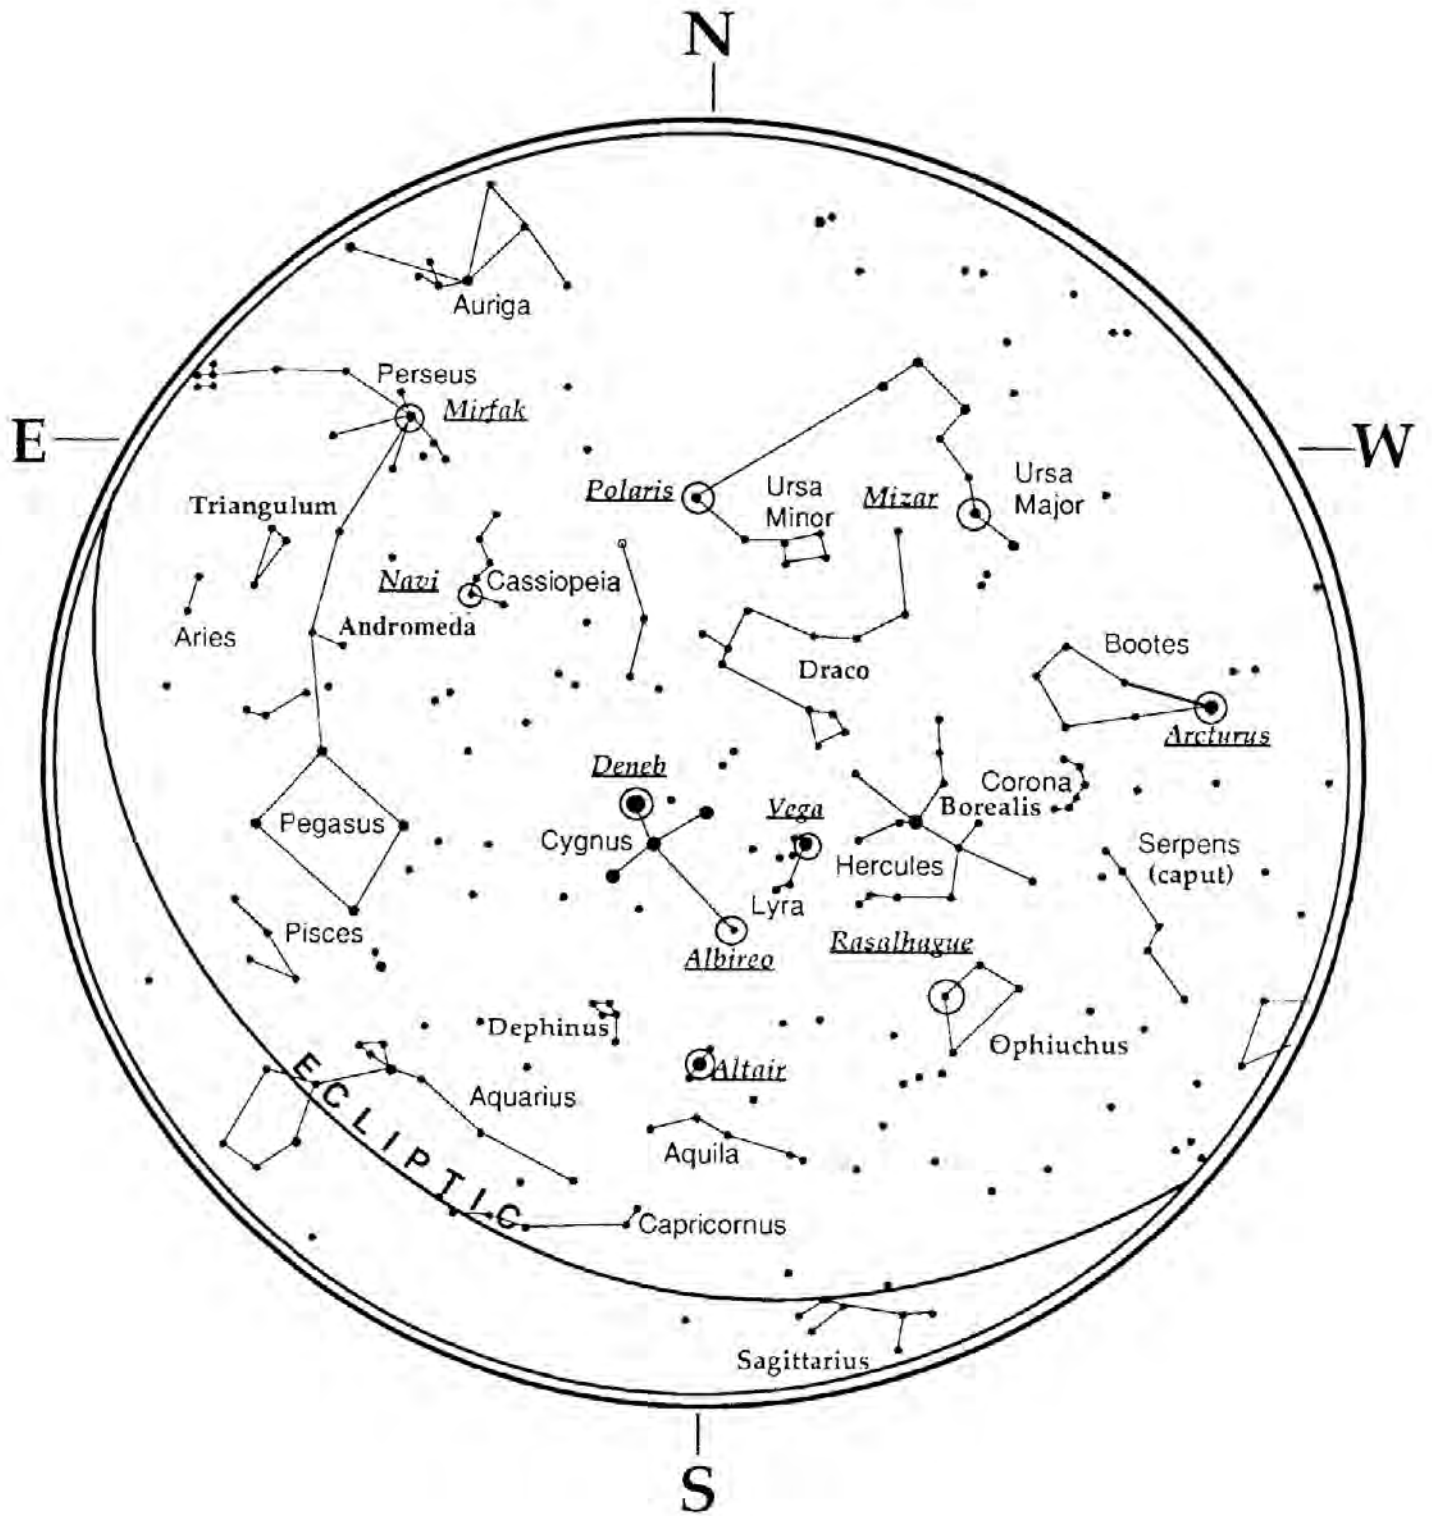 N
Auriga
Perseus
Mirfak
E
W
Triangulum
Polaris
Ursa
Minor
Mizar
Ursa
Major
Navi
Cassiopeia
Aries
Andromeda
Draco
Bootes
Arcturus
Deneb
Pegasus
Cygnus
Vega
Corona
Borealis
Hercules
Serpens
(caput)
Lyra
Pisces
Albireo
Rasalhague
Dephinus
Ophiuchus
Altair
Aquarius
ECLIPTIC
Aquila
Capricornus
Sagittarius
S